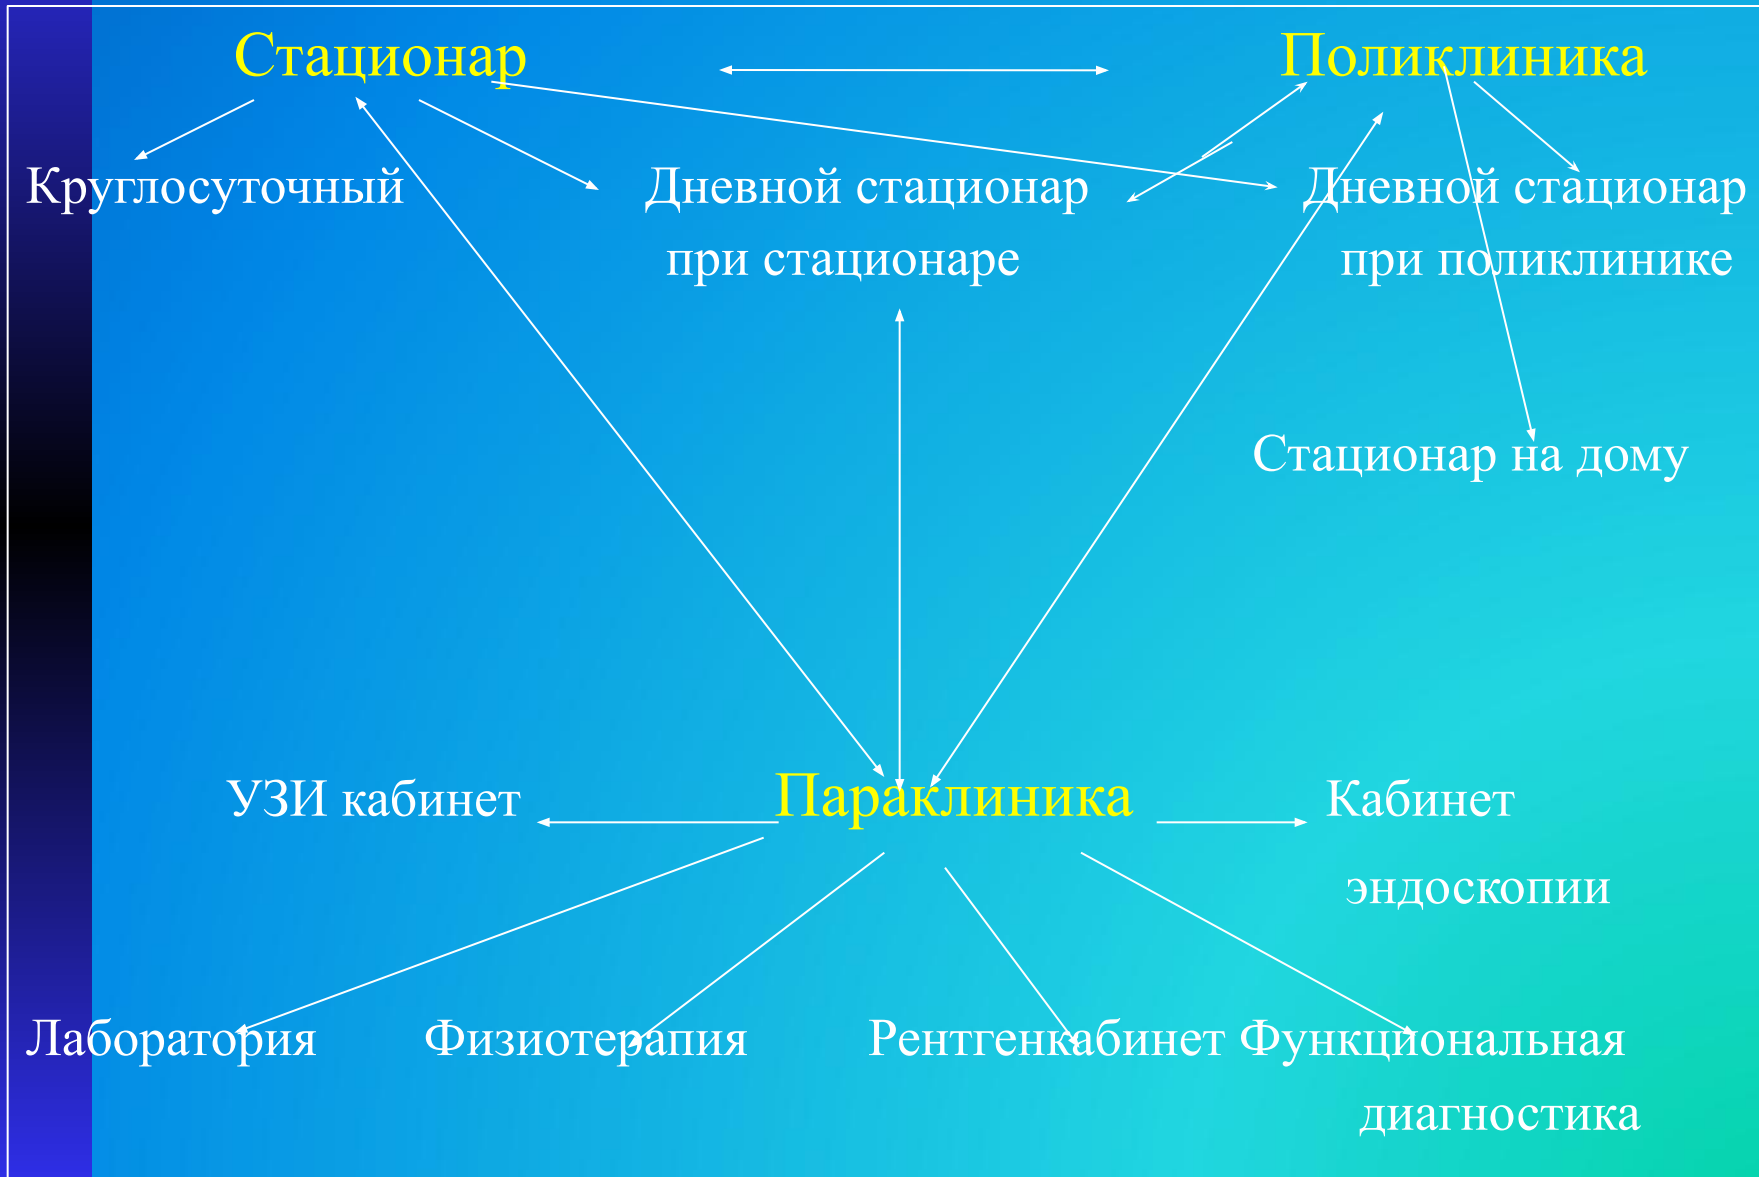 Стационар Поликлиника
Круглосуточный Дневной стационар Дневной стационар
при стационаре при поликлинике
Стационар на дому
УЗИ кабинет Параклиника Кабинет
эндоскопии
Лаборатория Физиотерапия Рентгенкабинет Функциональная
диагностика